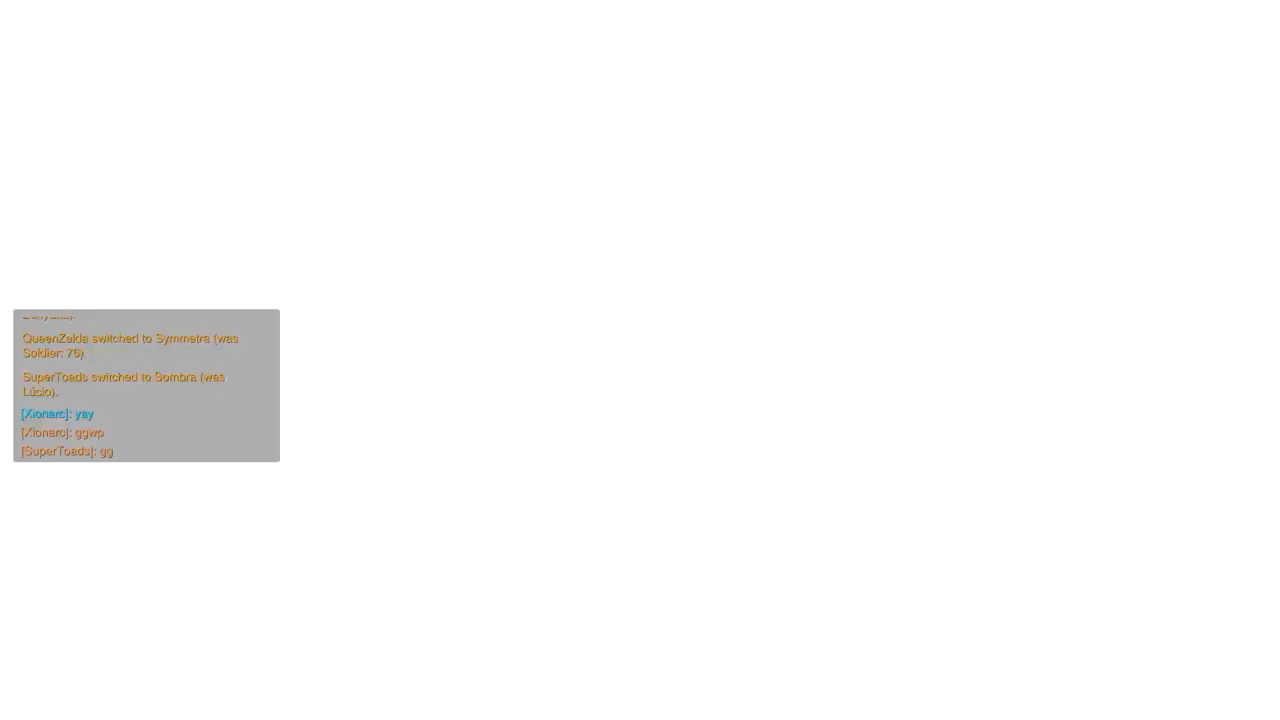 QueenZelda switched to Symmetra (was
Soldier: 76).
SuperToads switched to Sombra (was
Lúcio).
[Xionarc]: yay
[Xionarc]: ggwp
[SuperToads]: gg